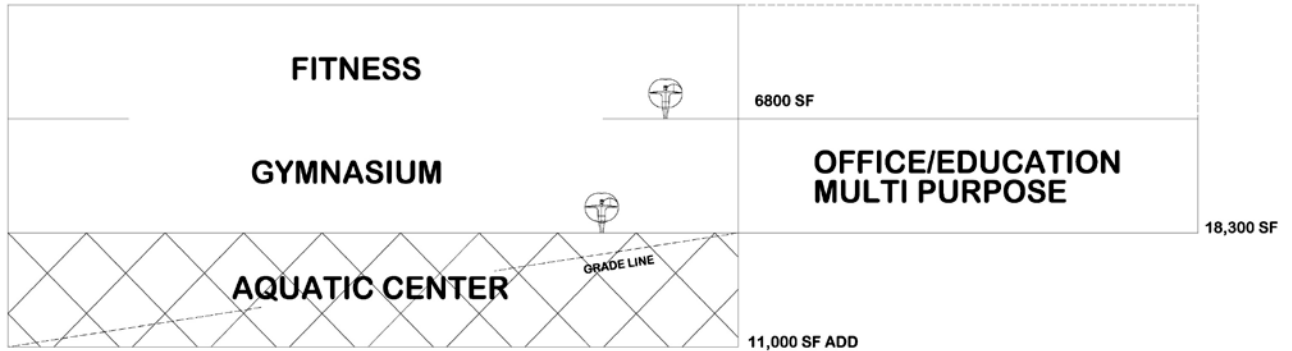 FITNESS
6800 SF
GYMNASIUM
OFFICE/EDUCATION
MULTI PURPOSE
18,300 SF
GRADE LINE
AQUATIC CENTER
11,000 SF ADD